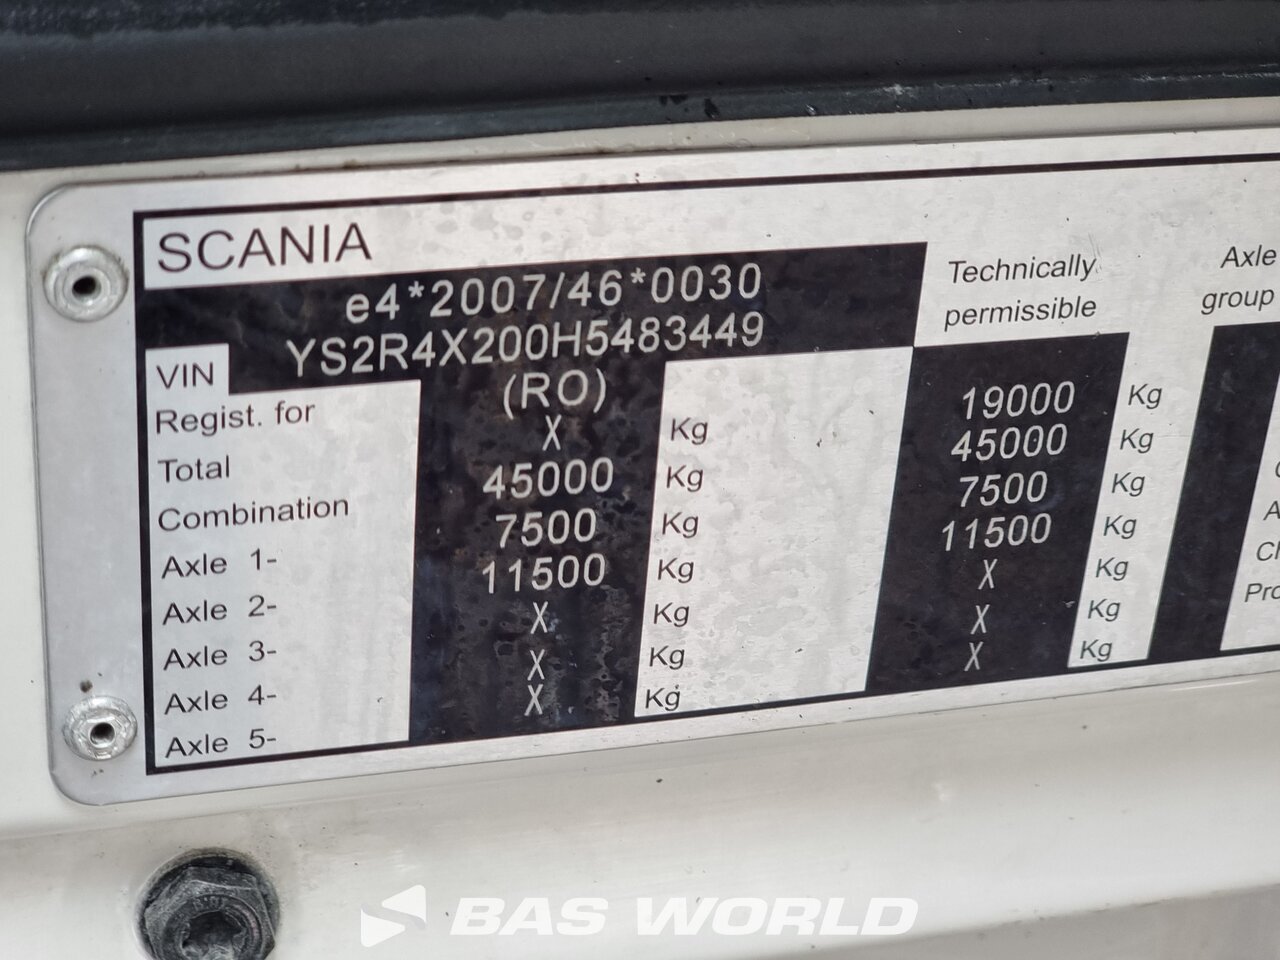 SCANIA
e4*2007/46*0030
VIN YS2R4X200H5483449
Regist. for (RO)
Total X Kg
Combination 45000 Kg
Axle 1- 7500 Kg
Axle 2- 11500 Kg
Axle 3- X Kg
Axle 4- X Kg
Axle 5- X Kg
Technically
permissible
19000 Kg
45000 Kg
7500 Kg
11500 Kg
X Kg
X Kg
X Kg
Axle
group
BAS WORLD